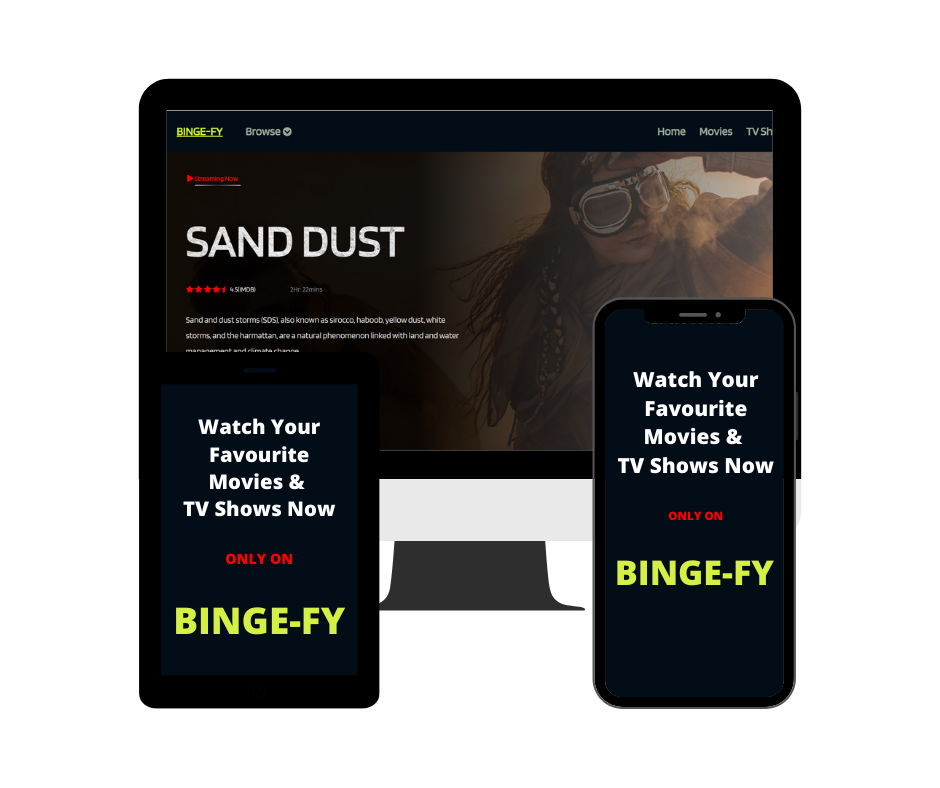 BINGE-FY Browse Home Movies TV Sh
Streaming Now
SAND DUST
4.5(IMDB) 2Hr: 22mins
Sand and dust storms (SDS), also known as sirocco, haboob, yellow dust, white
storms, and the harmattan, are a natural phenomenon linked with land and water
management and climate change.
Watch Your
Favourite
Movies &
TV Shows Now
ONLY ON
BINGE-FY
Watch Your
Favourite
Movies &
TV Shows Now
ONLY ON
BINGE-FY